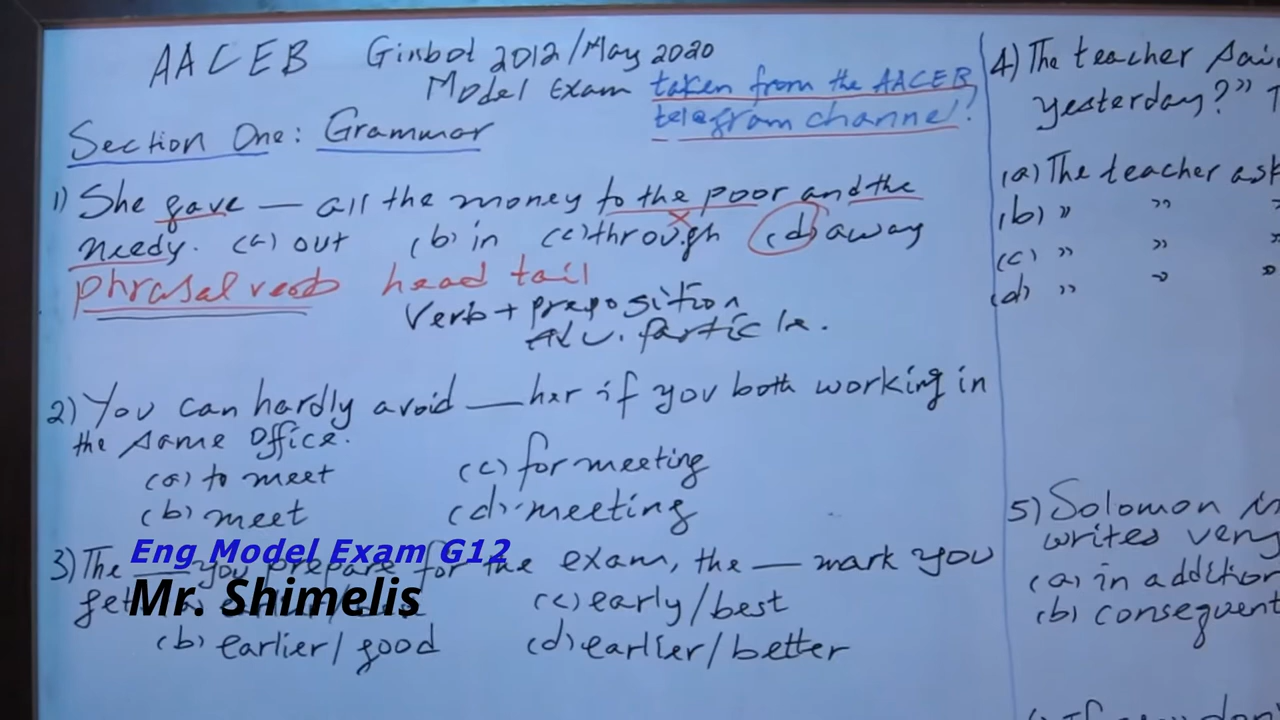 AACEB Ginbot 2012/May 2020
Model Exam taken from the AACEB
telegram channel!
Section One: Grammar
1) She gave — all the money to the poor and the
needy. (a) out (b) in (c) through (d) away
phrasal verb head tail
Verb + preposition
Adv. particle.
2) You can hardly avoid — her if you both working in
the same office.
(a) to meet (c) for meeting
(b) meet (d) meeting
3) The — you prepare for the exam, the — mark you
get.
(c) early/best
(b) earlier/good (d) earlier/better
Eng Model Exam G12
Mr. Shimelis
4) The teacher
yesterday?"
(a) The teacher
(b) " "
(c) " "
(d) " "
5) Solomon
writes very
(a) in addition
(b)